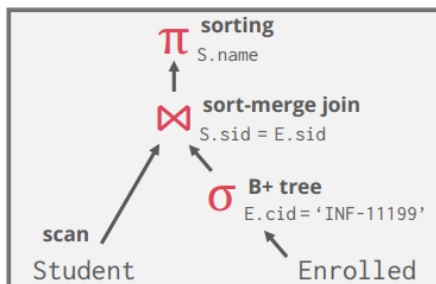 π sorting
S.name
⋈ sort-merge join
S.sid = E.sid
σ B+ tree
E.cid = ‘INF-11199’
scan
Student Enrolled